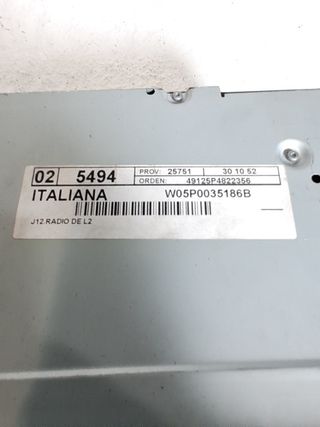 02 5494 PROV: 25751 30 10 52
ORDEN: 49125P4822356
ITALIANA W05P0035186B
J12.RADIO DE L2